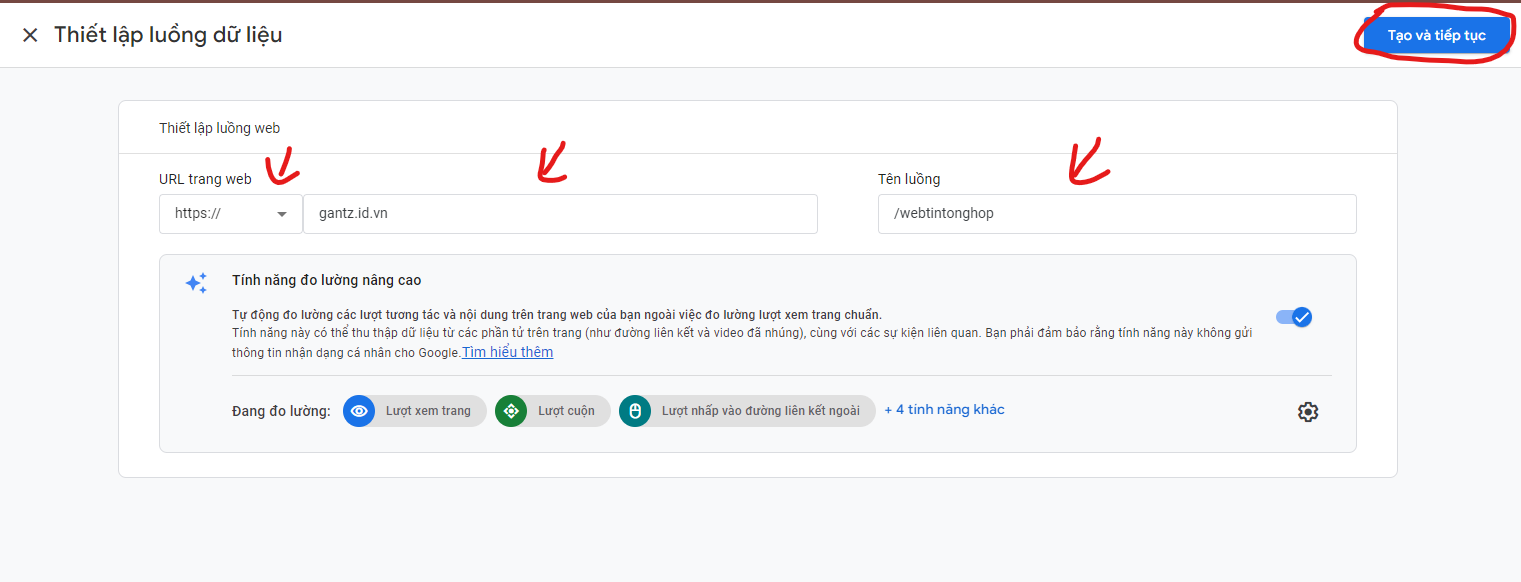 Thiết lập luồng dữ liệu
Tạo và tiếp tục
Thiết lập luồng web
URL trang web
Tên luồng
https://
gantz.id.vn
/webtintonghop
Tính năng đo lường nâng cao
Tự động đo lường các lượt tương tác và nội dung trên trang web của bạn ngoài việc đo lường lượt xem trang chuẩn.
Tính năng này có thể thu thập dữ liệu từ các phần tử trên trang (như đường liên kết và video đã nhúng), cùng với các sự kiện liên quan. Bạn phải đảm bảo rằng tính năng này không gửi
thông tin nhận dạng cá nhân cho Google.Tìm hiểu thêm
Đang đo lường:
Lượt xem trang
Lượt cuộn
Lượt nhấp vào đường liên kết ngoài
+ 4 tính năng khác